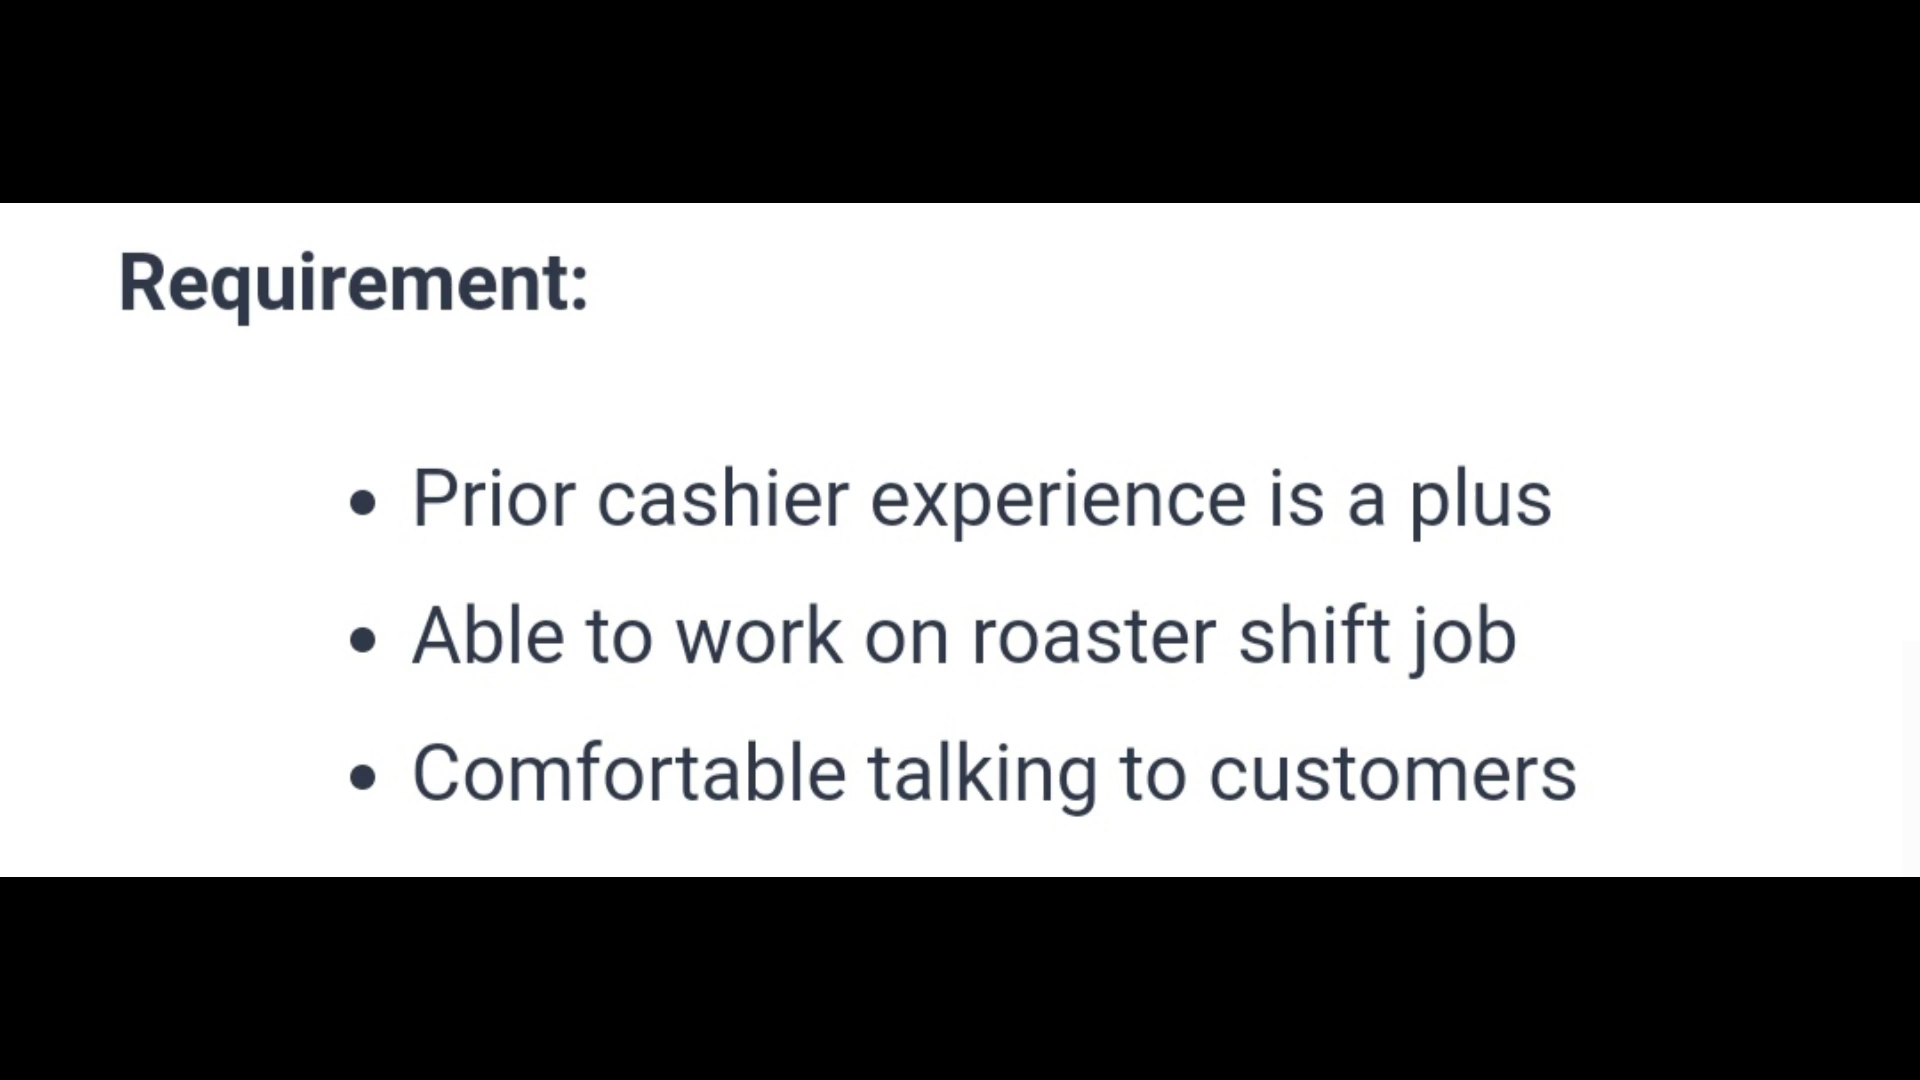 Requirement:
• Prior cashier experience is a plus
• Able to work on roaster shift job
• Comfortable talking to customers